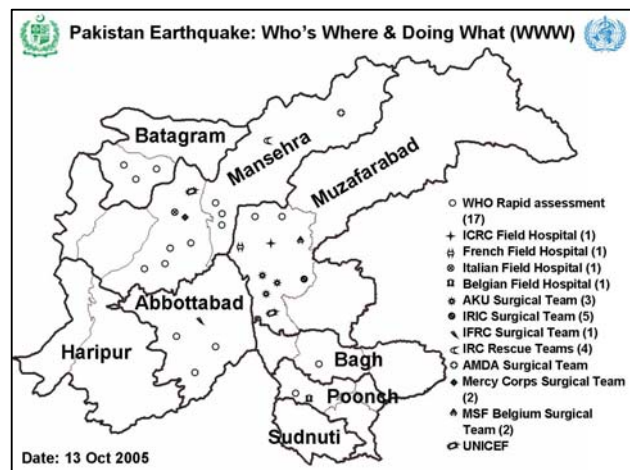 Pakistan Earthquake: Who's Where & Doing What (WWW)
Batagram
Mansehra
Muzafarabad
Abbottabad
Haripur
Bagh
Poonch
Sudnuti
WHO Rapid assessment
(17)
ICRC Field Hospital (1)
French Field Hospital (1)
Italian Field Hospital (1)
Belgian Field Hospital (1)
AKU Surgical Team (3)
IRIC Surgical Team (5)
IFRC Surgical Team (1)
IRC Rescue Teams (4)
AMDA Surgical Team
Mercy Corps Surgical Team
(2)
MSF Belgium Surgical
Team (2)
UNICEF
Date: 13 Oct 2005